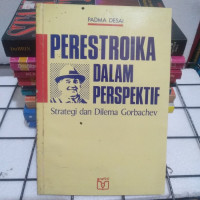 PADMA DESAI
PERESTROIKA
DALAM
PERSPEKTIF
Strategi dan Dilema Gorbachev